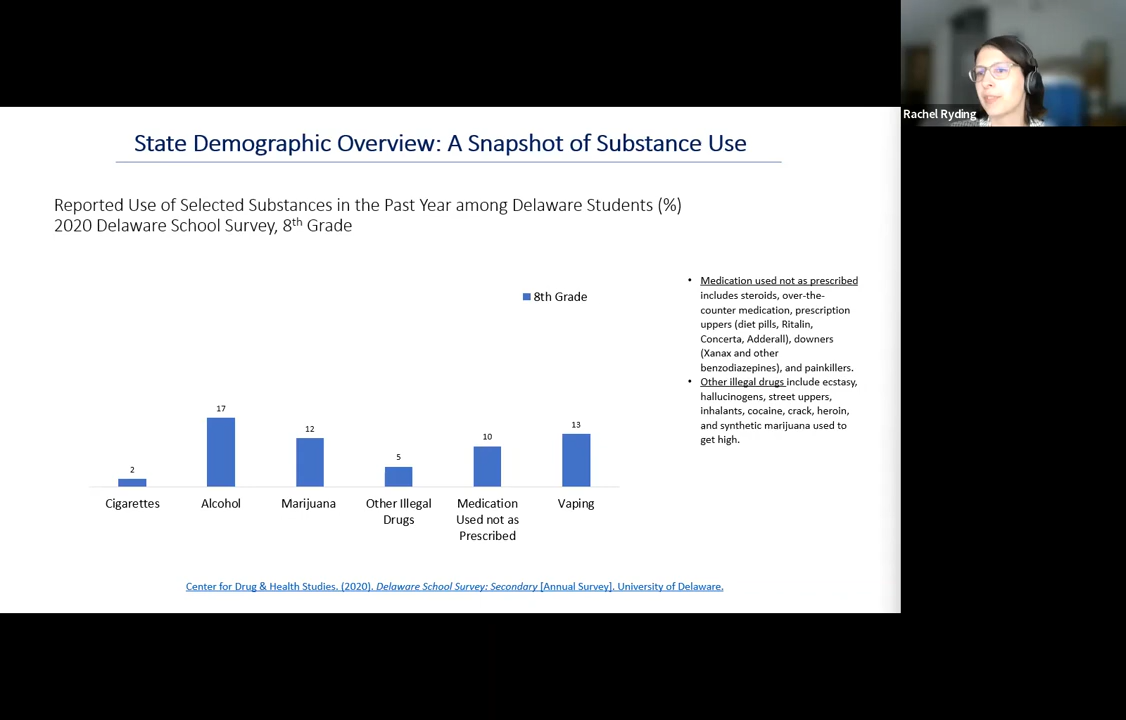 Rachel Ryding
State Demographic Overview: A Snapshot of Substance Use
Reported Use of Selected Substances in the Past Year among Delaware Students (%)
2020 Delaware School Survey, 8th Grade
8th Grade
2
17
12
5
10
13
Cigarettes
Alcohol
Marijuana
Other Illegal
Drugs
Medication
Used not as
Prescribed
Vaping
• Medication used not as prescribed
includes steroids, over-the-
counter medication, prescription
uppers (diet pills, Ritalin,
Concerta, Adderall), downers
(Xanax and other
benzodiazepines), and painkillers.
• Other illegal drugs include ecstasy,
hallucinogens, street uppers,
inhalants, cocaine, crack, heroin,
and synthetic marijuana used to
get high.
Center for Drug & Health Studies. (2020). Delaware School Survey: Secondary [Annual Survey]. University of Delaware.